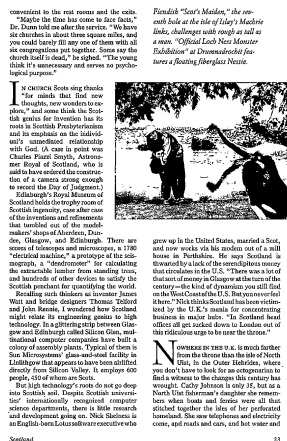 convenient to the rest rooms and the exits.
"Maybe the time has come to face facts,"
Dr. Dunn told me after the service. "We have
six churches in about three square miles, and
you could barely fill any one of them with all
six congregations put together. Some say the
church itself is dead," he sighed. "The young
think it's unnecessary and serves no psycho-
logical purpose."
IN CHURCH Scots sing thanks
"for minds that find new
thoughts, new wonders to ex-
plore," and some think the Scot-
tish genius for invention has its
roots in Scottish Presbyterianism
and its emphasis on the individ-
ual's unmediated relationship
with God. (A case in point was
Charles Piazzi Smyth, Astrono-
mer Royal of Scotland, who is
said to have ordered the construc-
tion of a camera strong enough
to record the Day of Judgment.)
Edinburgh's Royal Museum of
Scotland holds the trophy room of
Scottish ingenuity, case after case
of the inventions and refinements
that tumbled out of the model-
makers' shops of Aberdeen, Dun-
dee, Glasgow, and Edinburgh. There are
scores of telescopes and microscopes, a 1780
"electrical machine," a prototype of the seis-
mograph, a "dendrometer" for calculating
the extractable lumber from standing trees,
and hundreds of other devices to satisfy the
Scottish penchant for quantifying the world.
Recalling such thinkers as inventor James
Watt and bridge designers Thomas Telford
and John Rennie, I wondered how Scotland
might relate its engineering genius to high
technology. In a glittering strip between Glas-
gow and Edinburgh called Silicon Glen, mul-
tinational computer companies have built a
colony of assembly plants. Typical of them is
Sun Microsystems' glass-and-steel facility in
Linlithgow that appears to have been airlifted
directly from Silicon Valley. It employs 600
people, 450 of whom are Scots.
But high technology's roots do not go deep
into Scottish soil. Despite Scottish universi-
ties' internationally recognized computer
science departments, there is little research
and development going on. Nick Skelnes is
an English-born Lotus software executive who
Fiendish "Scot's Maiden," the sev-
enth hole at the isle of Islay's Machrie
links, challenges with rough as tall as
a man. "Official Loch Ness Monster
Exhibition" at Drumnadrochit fea-
tures a floating fiberglass Nessie.
grew up in the United States, married a Scot,
and now works via his modem out of a mill
house in Perthshire. He says Scotland is
thwarted by a lack of the serendipitous money
that circulates in the U.S. "There was a lot of
that sort of money in Glasgow at the turn of the
century—the kind of dynamism you still find
on the West Coast of the U.S. But you never feel
it here." Nick thinks Scotland has been victim-
ized by the U.K.'s mania for concentrating
business in major hubs. "In Scotland head
offices all get sucked down to London out of
this ridiculous urge to be near the throne."
NOWHERE IN THE U.K. is much farther
from the throne than the isle of North
Uist, in the Outer Hebrides, where
you don't have to look for an octogenarian to
find a witness to the changes this century has
wrought. Cathy Johnson is only 35, but as a
North Uist fisherman's daughter she remem-
bers when boats and ferries were all that
stitched together the isles of her preferred
homeland. She saw telephones and electricity
come, and roads and cars, and hot water and
Scotland 23